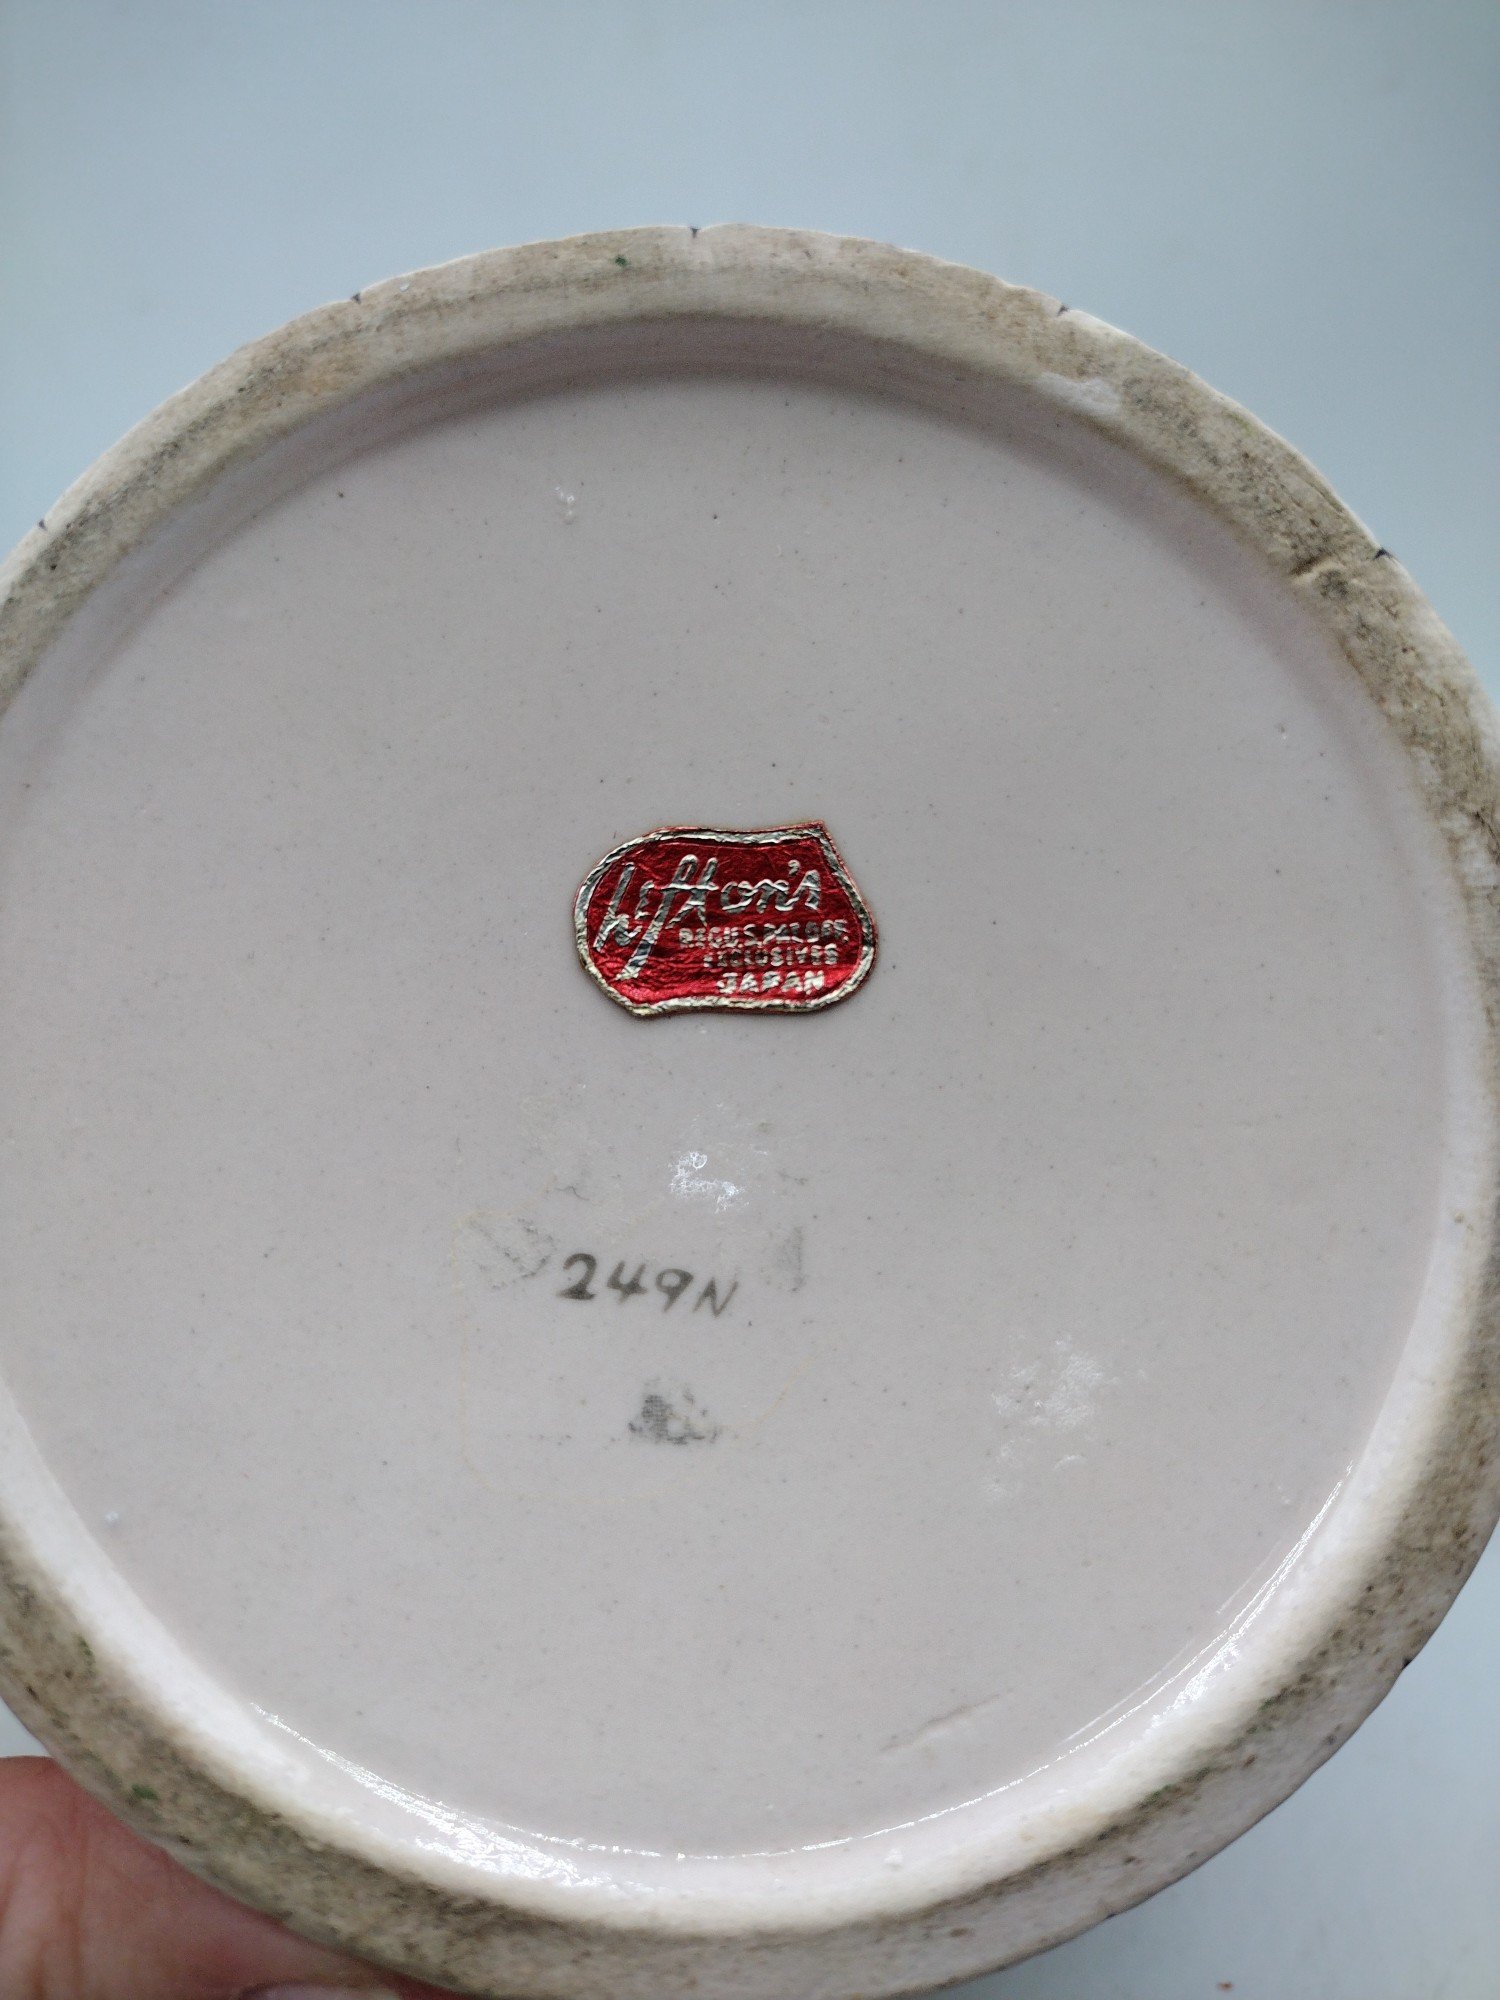 Lefton's
REG. U.S. PAT. OFF.
EXCLUSIVES
JAPAN
249N